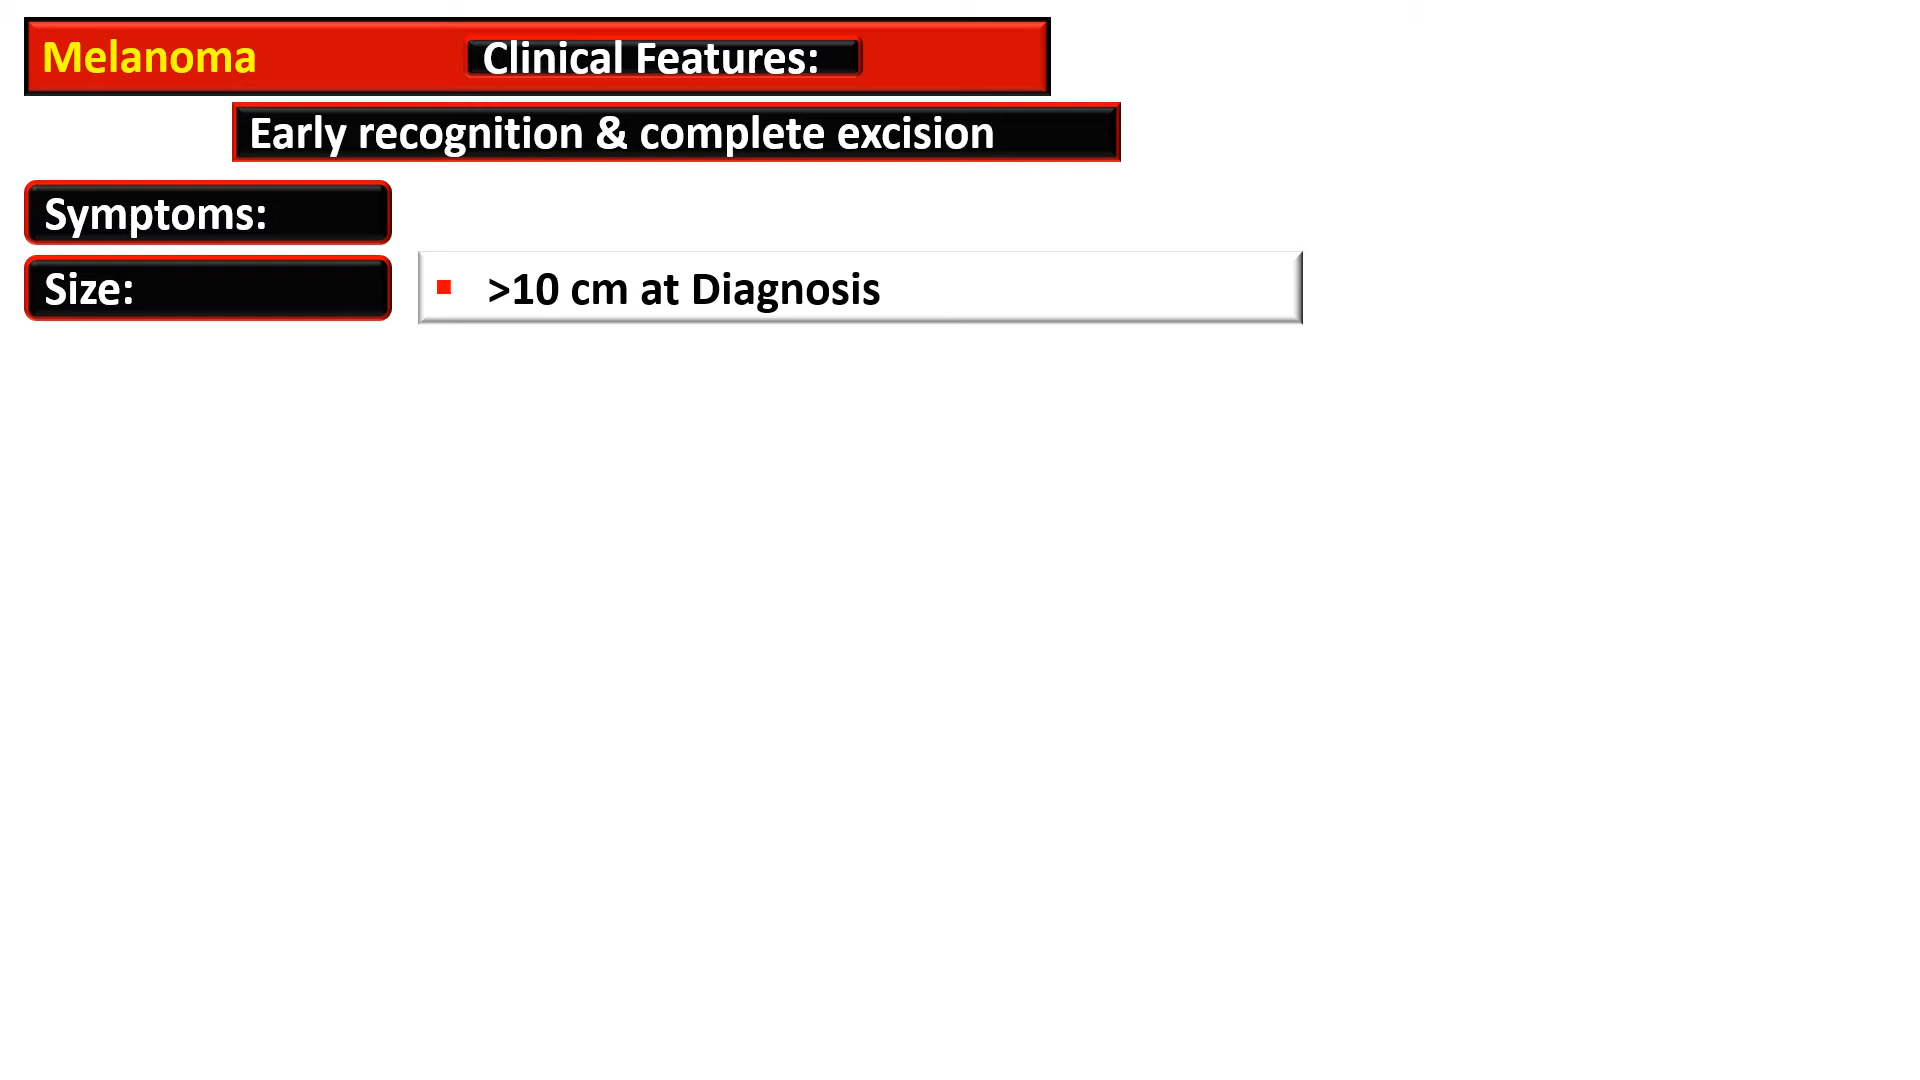 Melanoma Clinical Features:
Early recognition & complete excision
Symptoms:
Size:
▪ >10 cm at Diagnosis